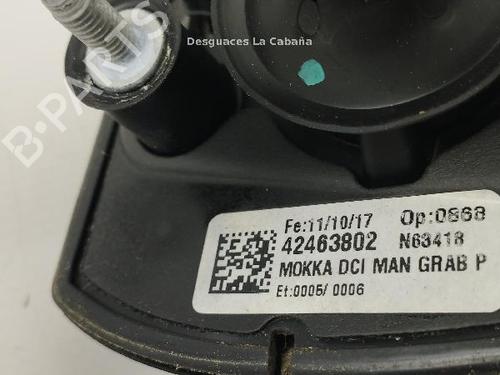 Desguaces La Cabaña
B-PARTS
Fe:11/10/17 Op:0868
42463802 N63418
MOKKA DCI MAN GRAB P
Et:0005/ 0006